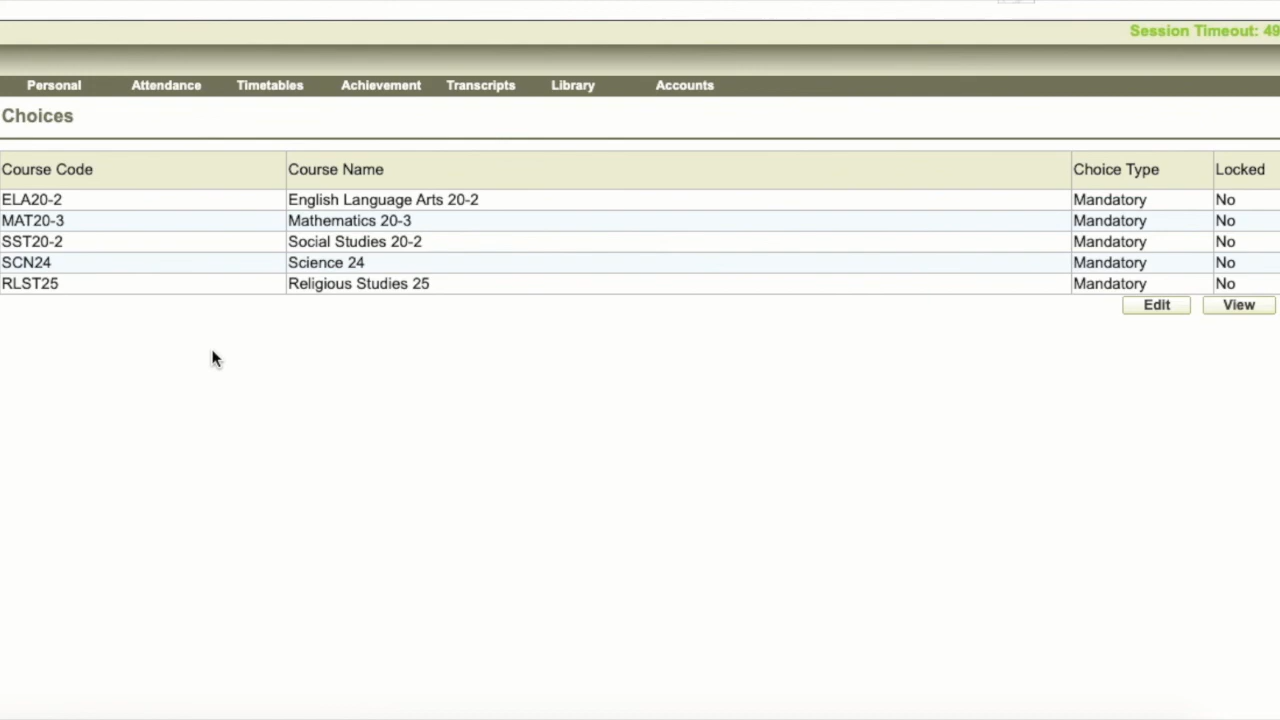 Session Timeout: 49
Personal Attendance Timetables Achievement Transcripts Library Accounts
Choices
Course Code Course Name Choice Type Locked
ELA20-2 English Language Arts 20-2 Mandatory No
MAT20-3 Mathematics 20-3 Mandatory No
SST20-2 Social Studies 20-2 Mandatory No
SCN24 Science 24 Mandatory No
RLST25 Religious Studies 25 Mandatory No
Edit View